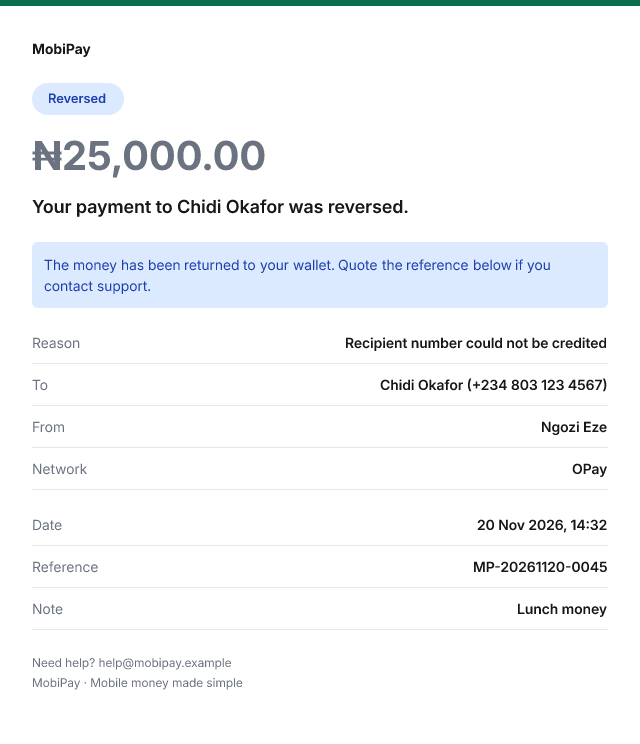 MobiPay
Reversed
₦25,000.00
Your payment to Chidi Okafor was reversed.
The money has been returned to your wallet. Quote the reference below if you
contact support.
Reason Recipient number could not be credited
To Chidi Okafor (+234 803 123 4567)
From Ngozi Eze
Network OPay
Date 20 Nov 2026, 14:32
Reference MP-20261120-0045
Note Lunch money
Need help? help@mobipay.example
MobiPay · Mobile money made simple